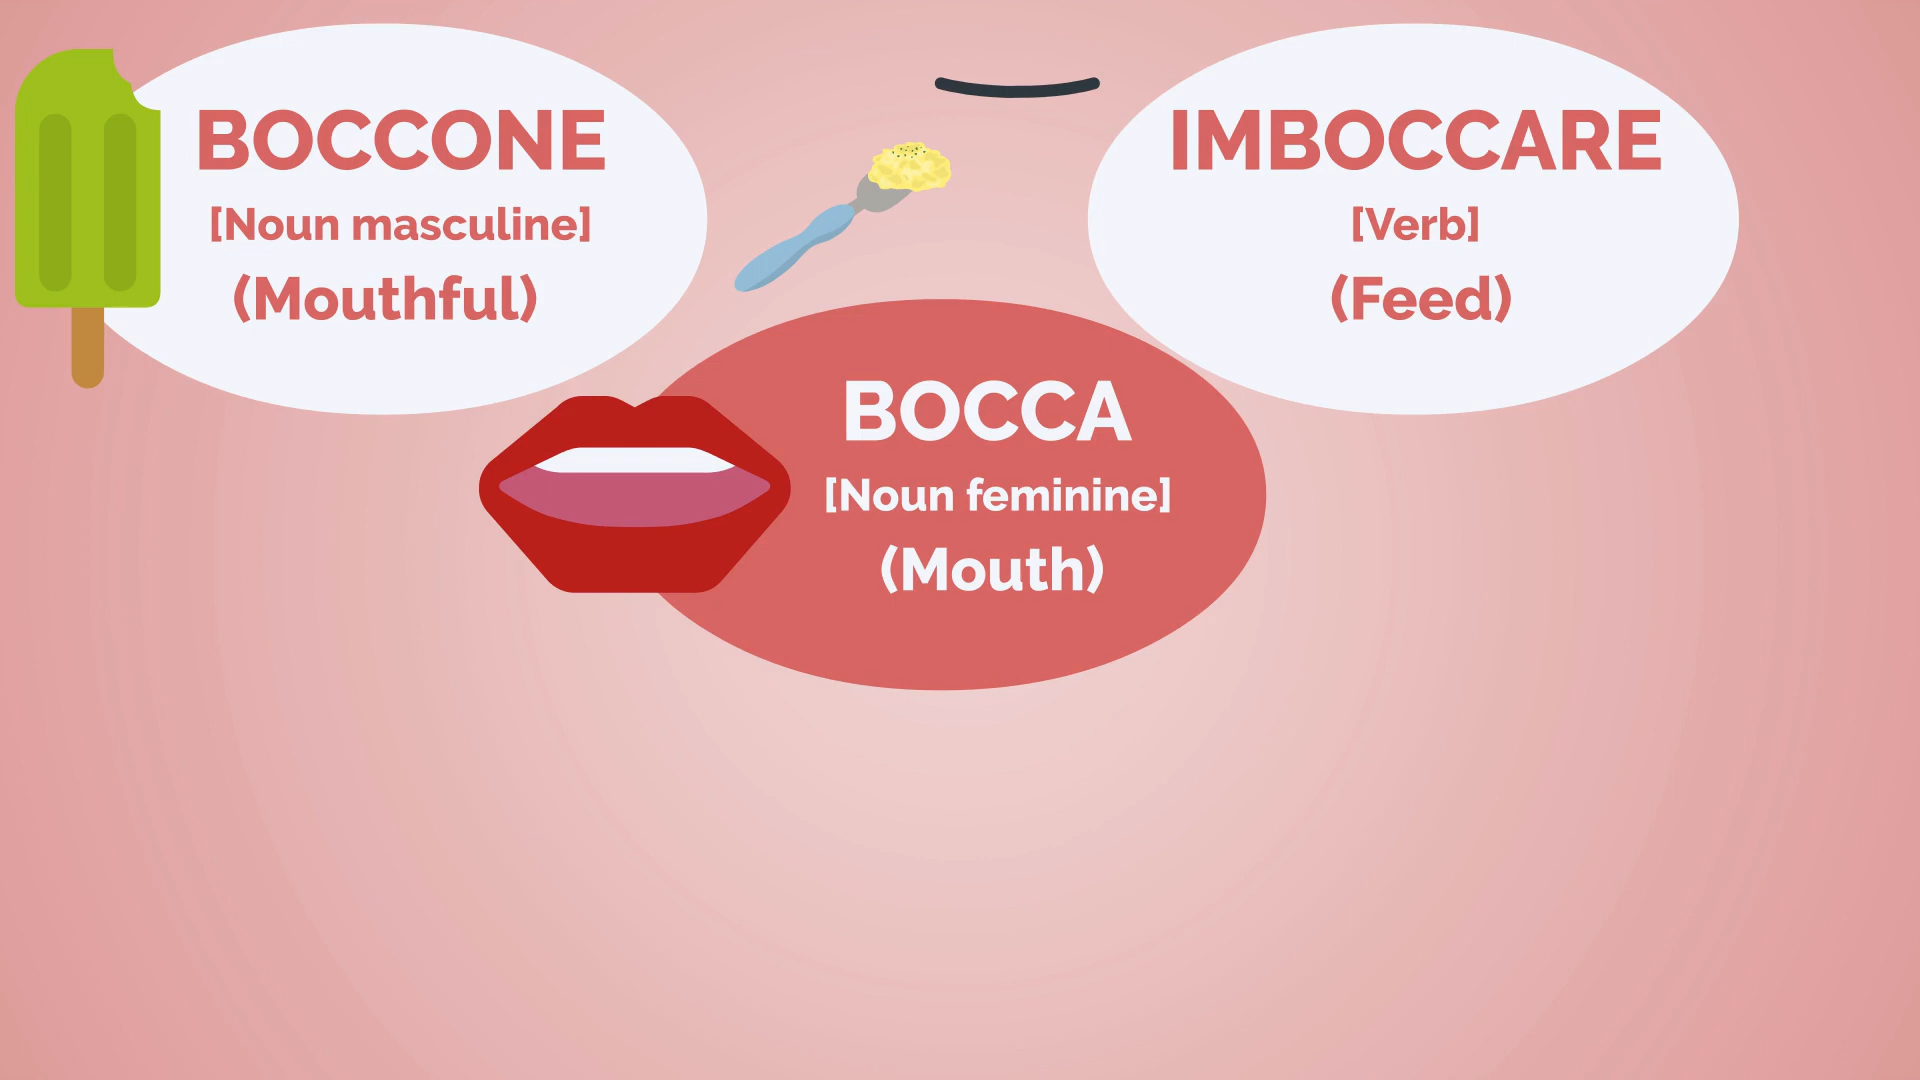 BOCCONE
[Noun masculine]
(Mouthful)
IMBOCCARE
[Verb]
(Feed)
BOCCA
[Noun feminine]
(Mouth)